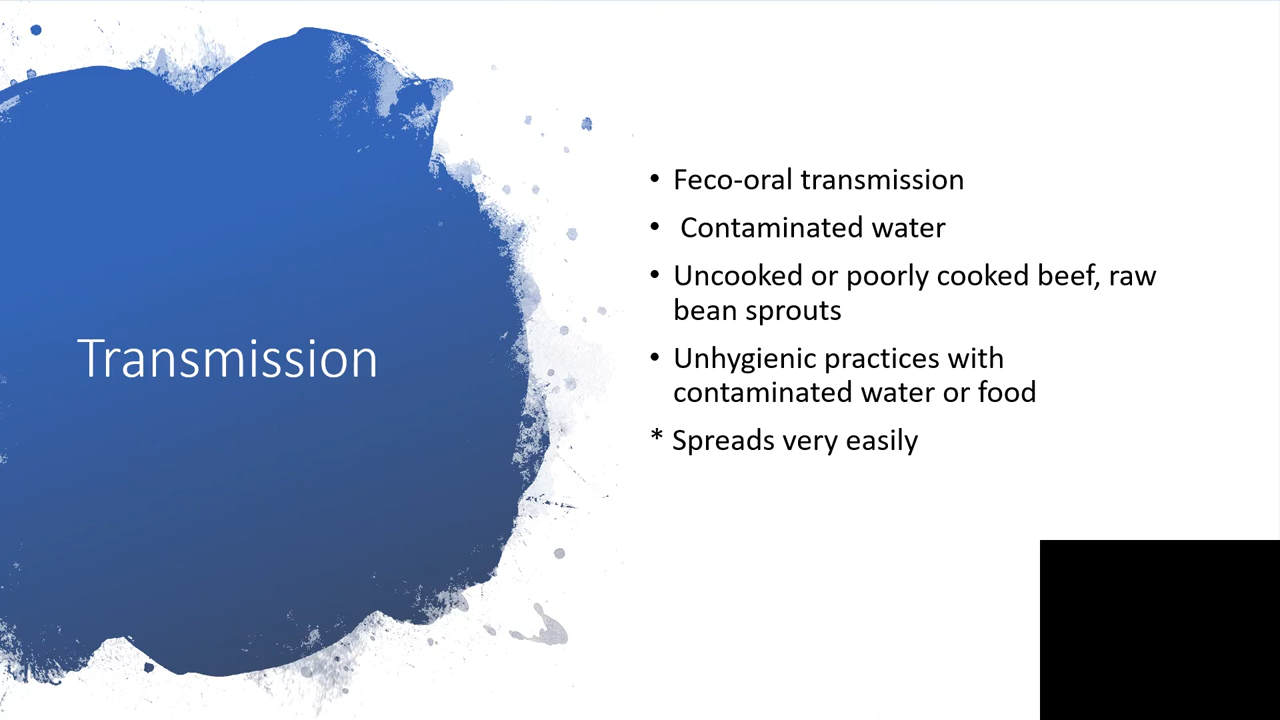 Transmission
• Feco-oral transmission
• Contaminated water
• Uncooked or poorly cooked beef, raw
bean sprouts
• Unhygienic practices with
contaminated water or food
* Spreads very easily